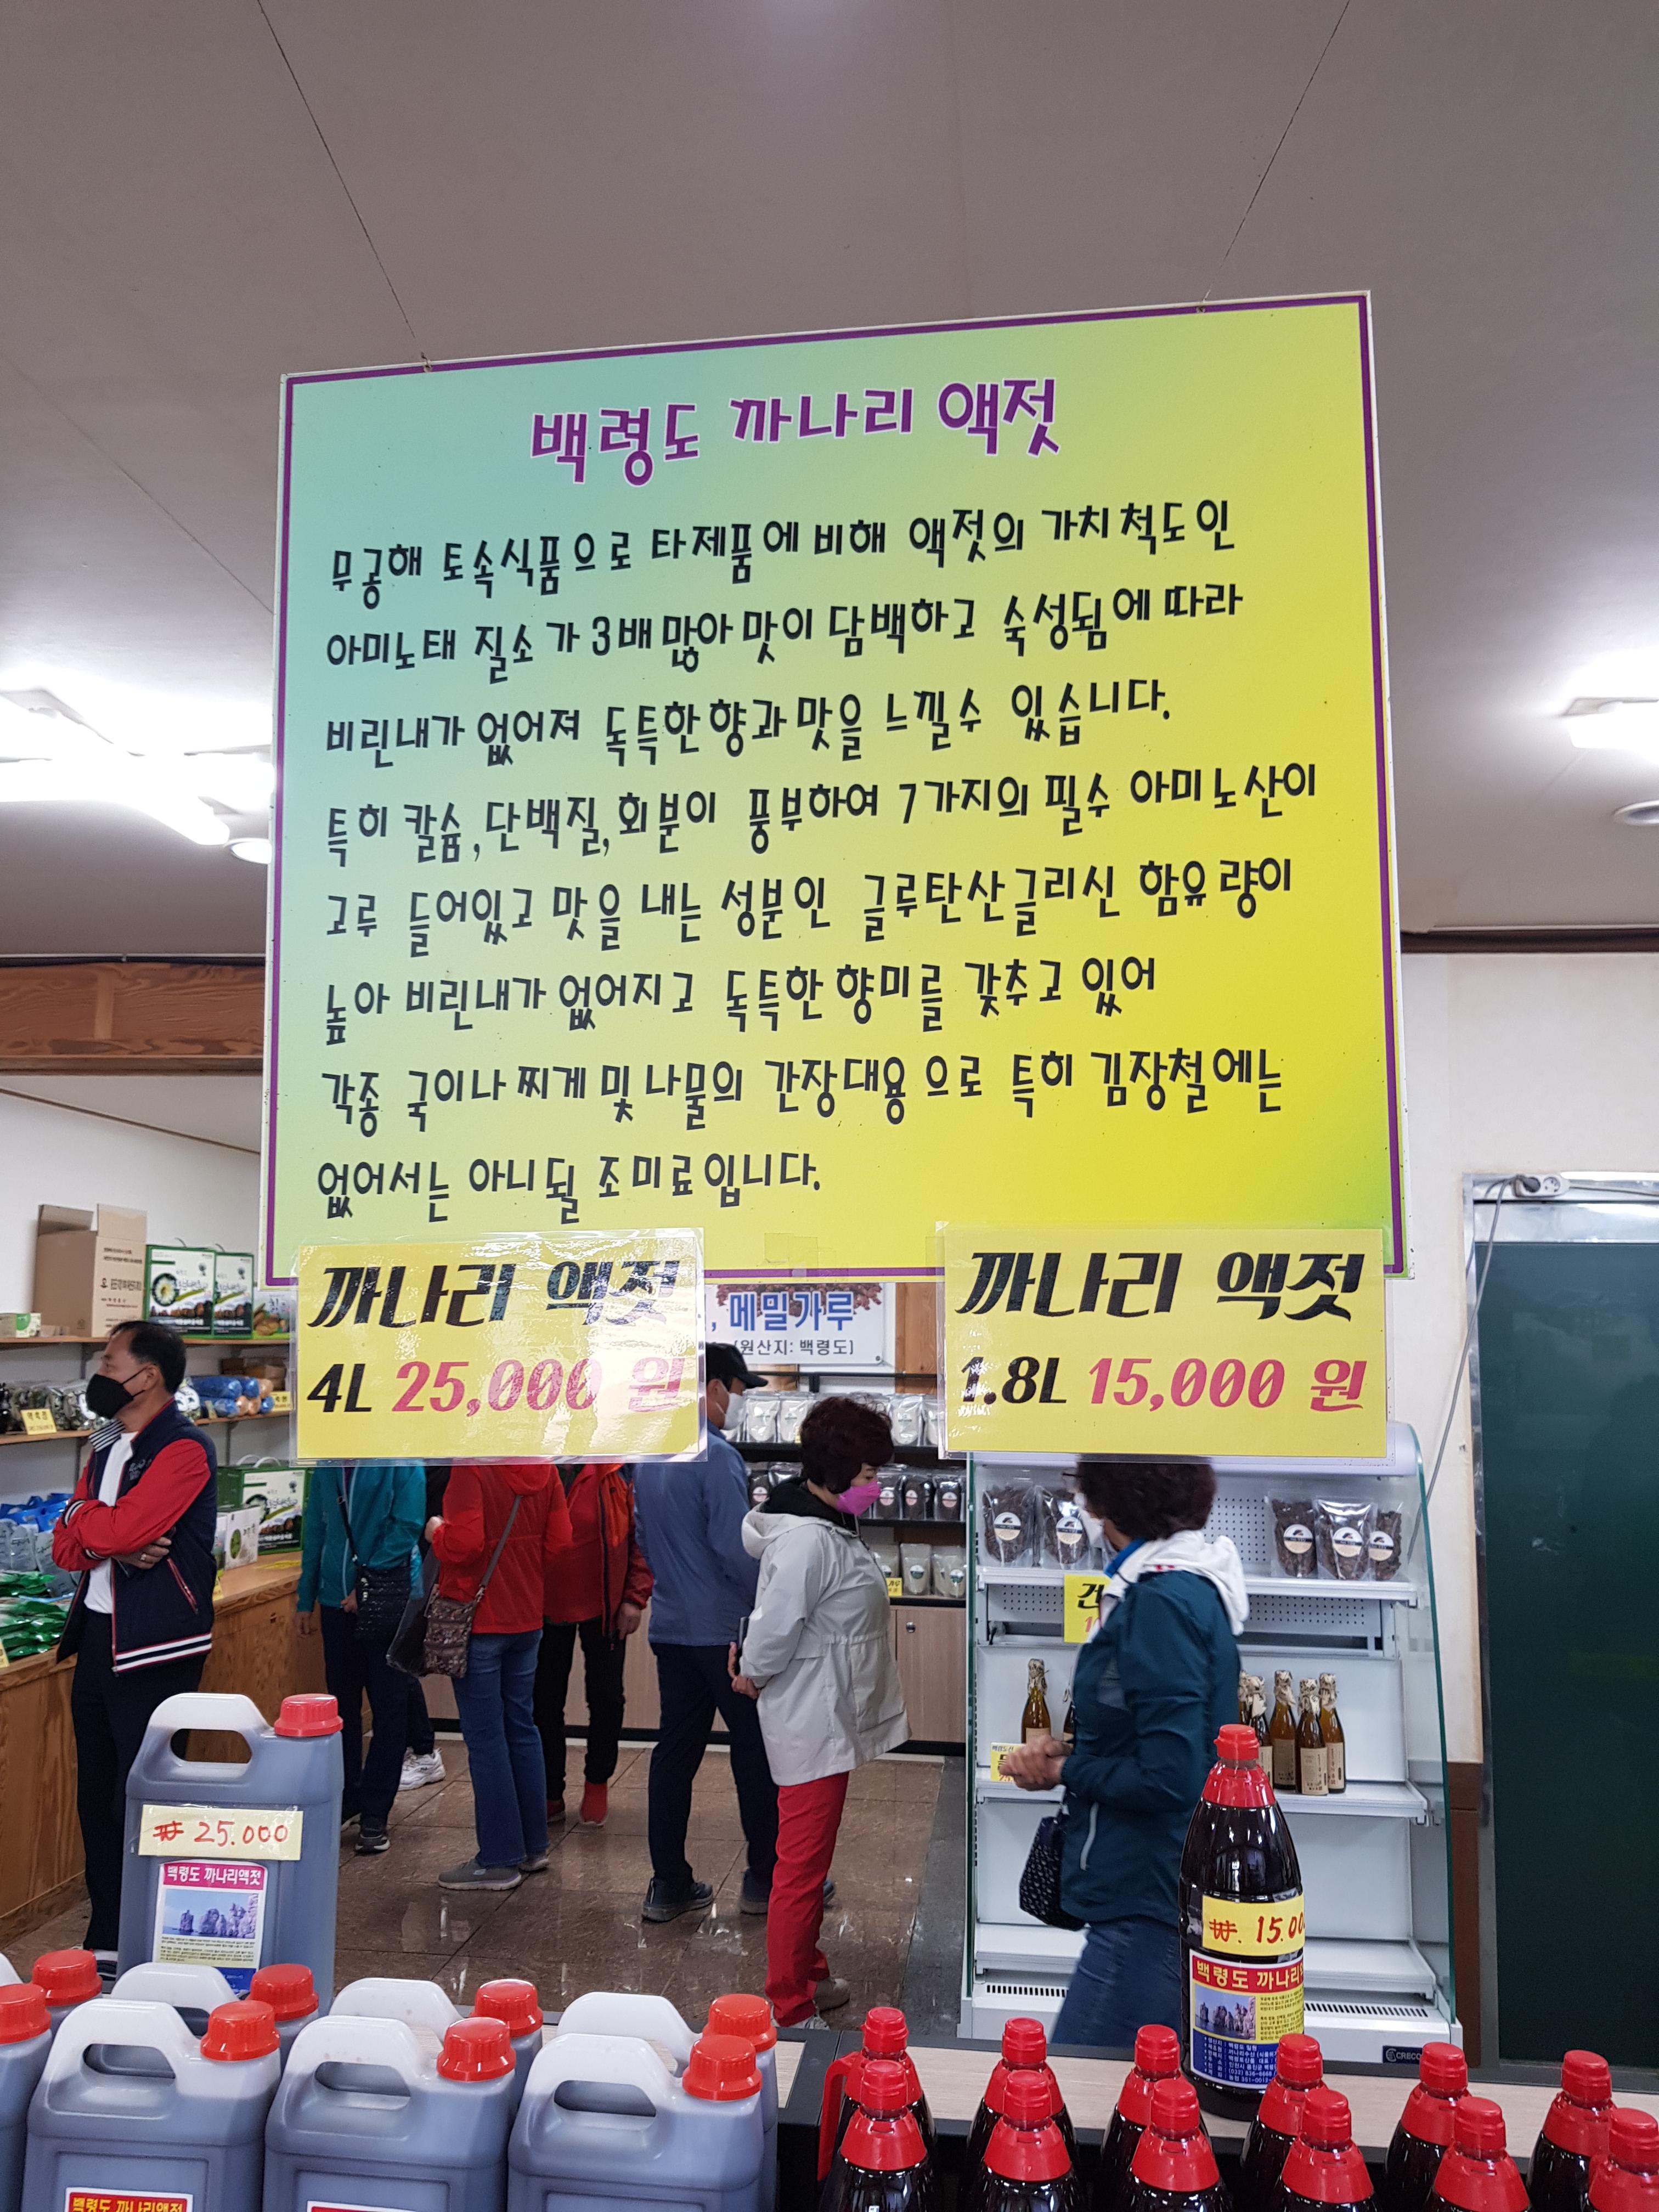 백령도 까나리 액젓
무공해 토속식품으로 타제품에 비해 액젓의 가치척도인
아미노태 질소가 3배 많아 맛이 담백하고 숙성됨에 따라
비린내가 없어져 독특한 향과 맛을 느낄수 있습니다.
특히 칼슘, 단백질, 회분이 풍부하여 7가지의 필수 아미노산이
고루 들어있고 맛을 내는 성분인 글루탄산글리신 함유량이
높아 비린내가 없어지고 독특한 향미를 갖추고 있어
각종 국이나 찌게 및 나물의 간장대용으로 특히 김장철에는
없어서는 아니될 조미료입니다.
까나리 액젓
4L 25,000 원
, 메밀가루
(원산지: 백령도)
까나리 액젓
1.8L 15,000 원
₩ 25.000
백령도 까나리액젓
₩. 15.00
백령도 까나리
CRECO
백령도 까나리액젓